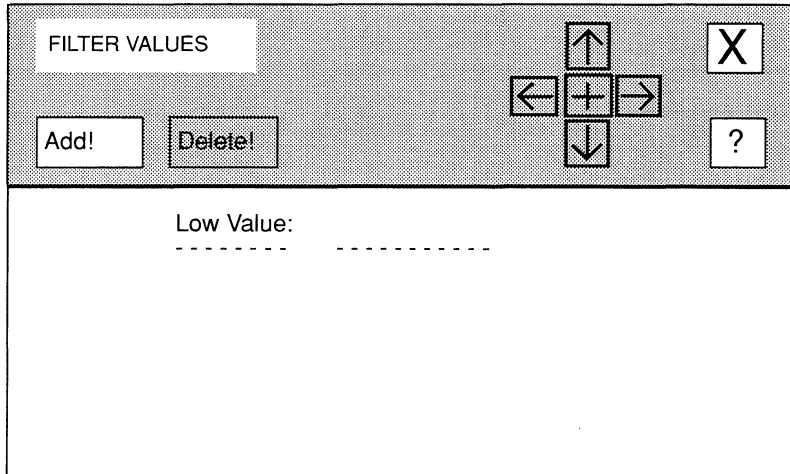 FILTER VALUES
X
Add! Delete! ?
Low Value:
- - - - - - - - - - - - - - - - - - -